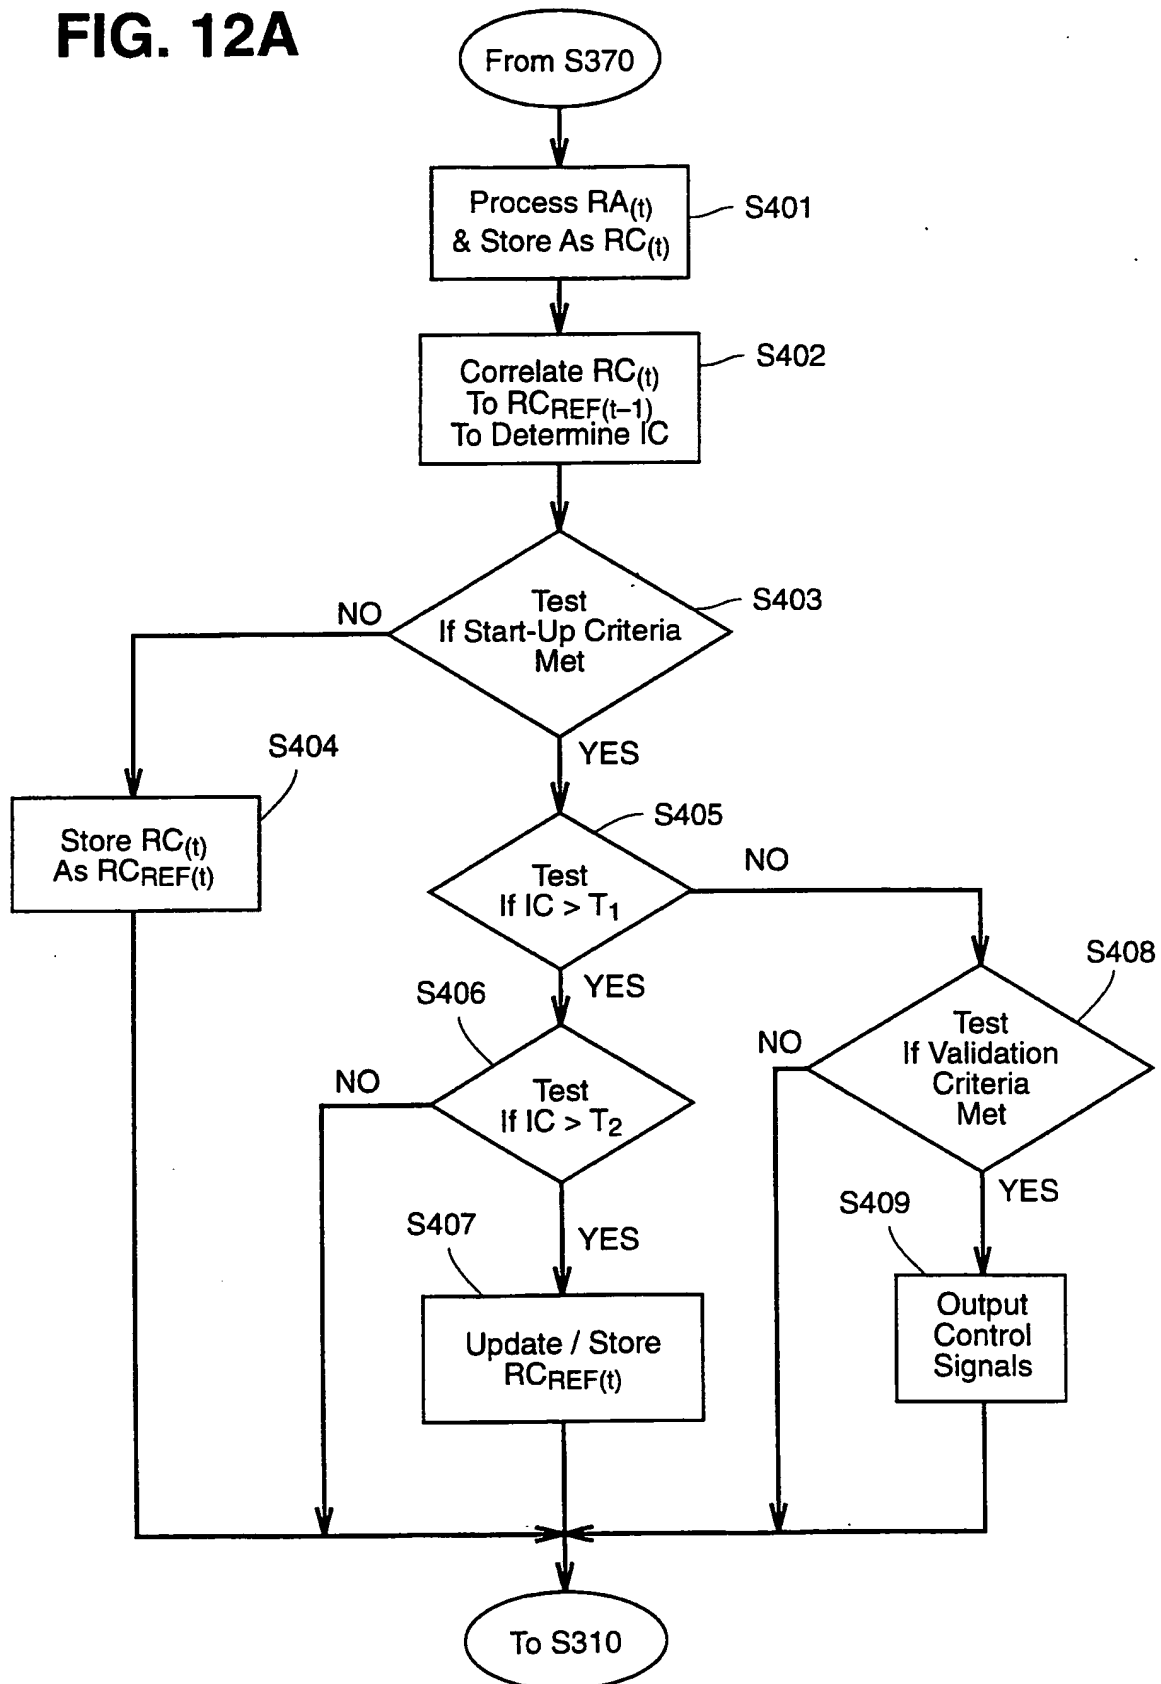 FIG. 12A
From S370
Process RA(t)
& Store As RC(t)
S401
Correlate RC(t)
To RCREF(t–1)
To Determine IC
S402
Test
If Start-Up Criteria
Met
S403
NO
YES
S404
Store RC(t)
As RCREF(t)
S405
Test
If IC > T1
NO
YES
S406
Test
If IC > T2
NO
YES
S408
Test
If Validation
Criteria
Met
NO
YES
S407
Update / Store
RCREF(t)
S409
Output
Control
Signals
To S310